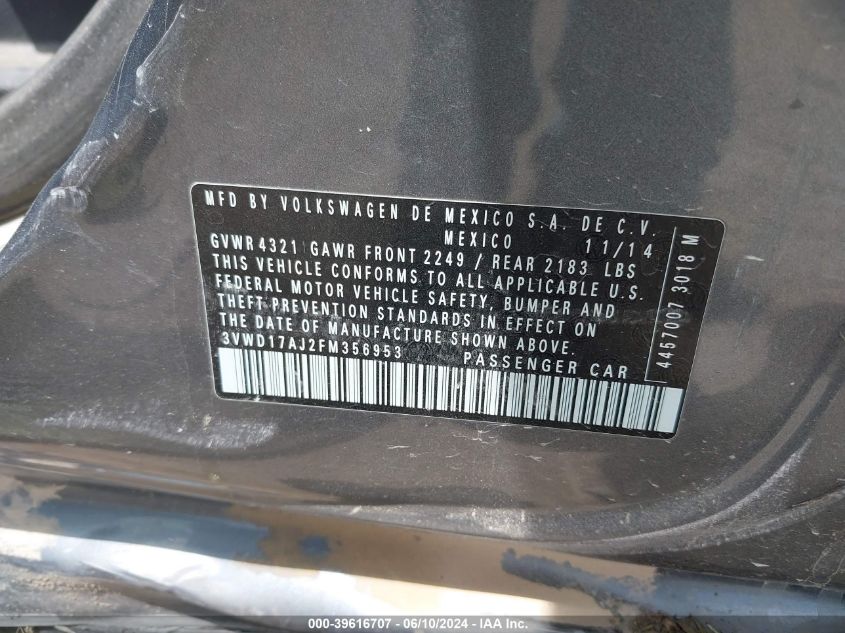 MFD BY VOLKSWAGEN DE MEXICO S.A. DE C.V.
MEXICO 11/14
GVWR 4321 GAWR FRONT 2249 / REAR 2183 LBS
THIS VEHICLE CONFORMS TO ALL APPLICABLE U.S.
FEDERAL MOTOR VEHICLE SAFETY, BUMPER AND
THEFT PREVENTION STANDARDS IN EFFECT ON
THE DATE OF MANUFACTURE SHOWN ABOVE.
3VWD17AJ2FM356953 PASSENGER CAR
4457007 3018 M
000-39616707 - 06/10/2024 - IAA Inc.